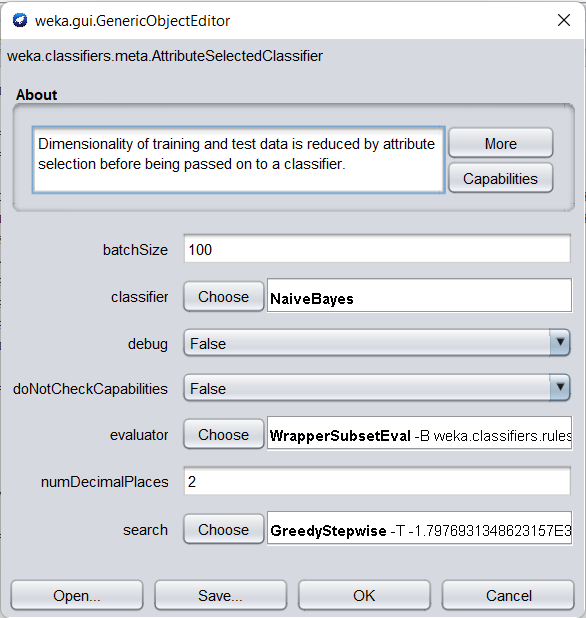 weka.gui.GenericObjectEditor
weka.classifiers.meta.AttributeSelectedClassifier
About
Dimensionality of training and test data is reduced by attribute
selection before being passed on to a classifier.
More
Capabilities
batchSize 100
classifier Choose NaiveBayes
debug False
doNotCheckCapabilities False
evaluator Choose WrapperSubsetEval -B weka.classifiers.rules
numDecimalPlaces 2
search Choose GreedyStepwise -T -1.7976931348623157E3
Open... Save... OK Cancel